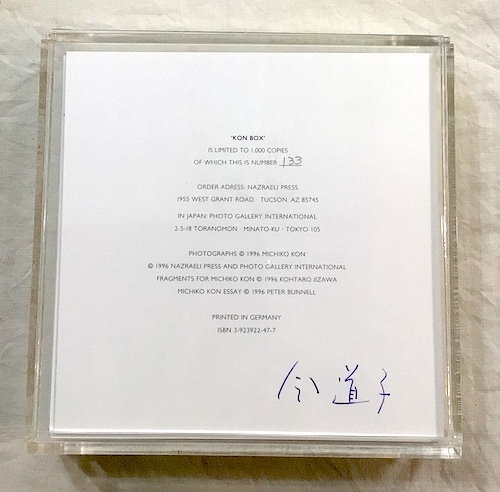 'KON BOX'
IS LIMITED TO 1,000 COPIES
OF WHICH THIS IS NUMBER 133
ORDER ADRESS: NAZRAELI PRESS
1955 WEST GRANT ROAD · TUCSON, AZ 85745
IN JAPAN: PHOTO GALLERY INTERNATIONAL
2-5-18 TORANOMON · MINATO-KU · TOKYO 105
PHOTOGRAPHS © 1996 MICHIKO KON
© 1996 NAZRAELI PRESS AND PHOTO GALLERY INTERNATIONAL
FRAGMENTS FOR MICHIKO KON © 1996 KOHTARO IIZAWA
MICHIKO KON ESSAY © 1996 PETER BUNNELL
PRINTED IN GERMANY
ISBN 3-923922-47-7
今道子